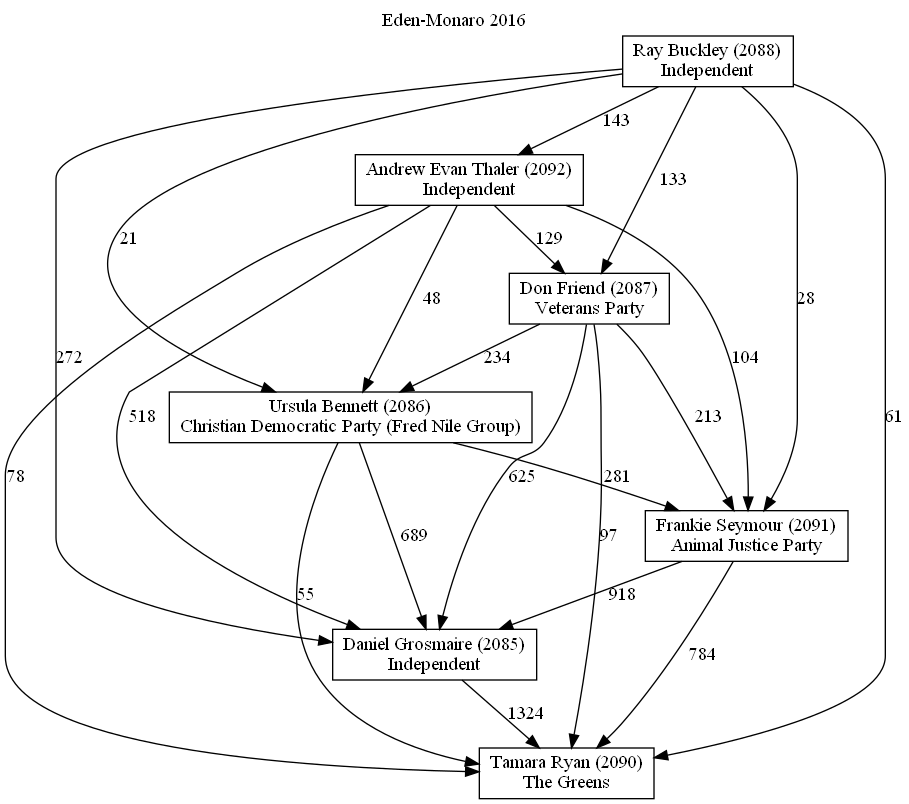 Eden-Monaro 2016
Ray Buckley (2088)
Independent
143
Andrew Evan Thaler (2092)
Independent
133
21
129
Don Friend (2087)
Veterans Party
48
28
272
234
104
Ursula Bennett (2086)
Christian Democratic Party (Fred Nile Group)
518
213
61
78
625
281
Frankie Seymour (2091)
Animal Justice Party
689
97
55
918
Daniel Grosmaire (2085)
Independent
784
1324
Tamara Ryan (2090)
The Greens